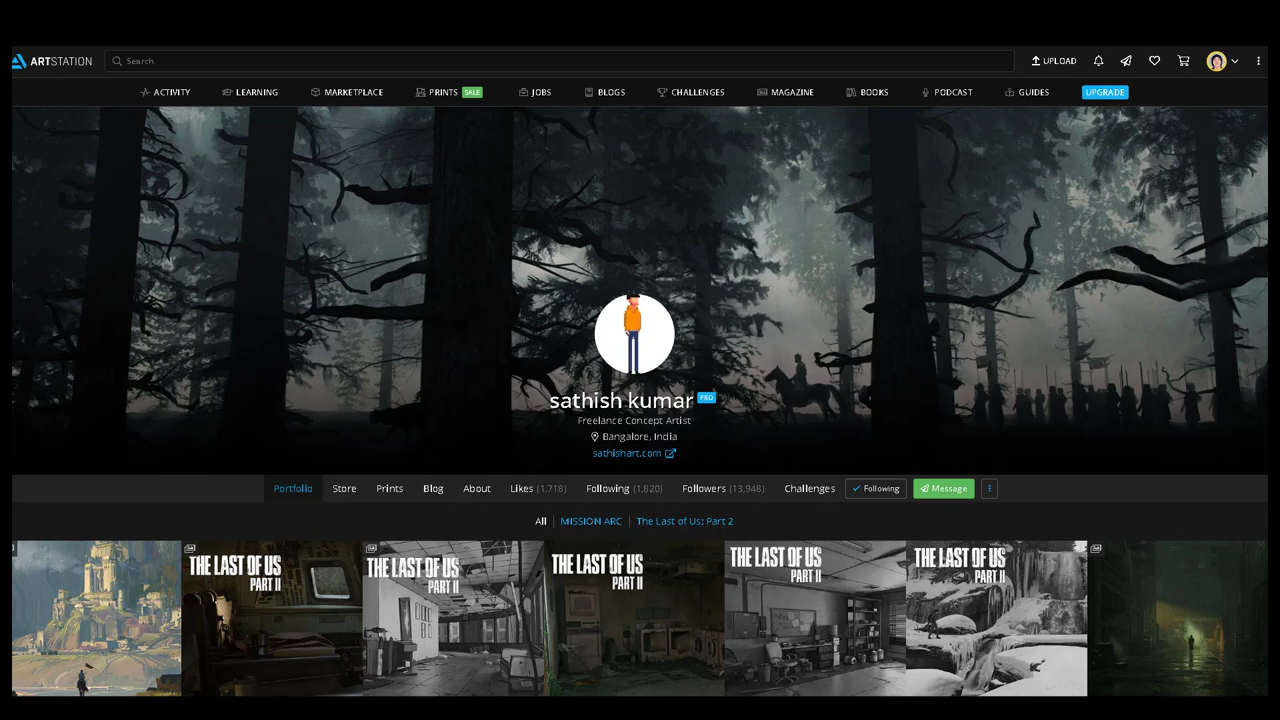 ARTSTATION Search UPLOAD
ACTIVITY LEARNING MARKETPLACE PRINTS SALE JOBS BLOGS CHALLENGES MAGAZINE BOOKS PODCAST GUIDES UPGRADE
sathish kumar PRO
Freelance Concept Artist
Bangalore, India
sathishart.com
Portfolio Store Prints Blog About Likes (1,718) Following (1,820) Followers (13,948) Challenges Following Message
All MISSION ARC The Last of Us: Part 2
THE LAST OF US
PART II
THE LAST OF US
PART II
THE LAST OF US
PART II
THE LAST OF US
PART II
THE LAST OF US
PART II